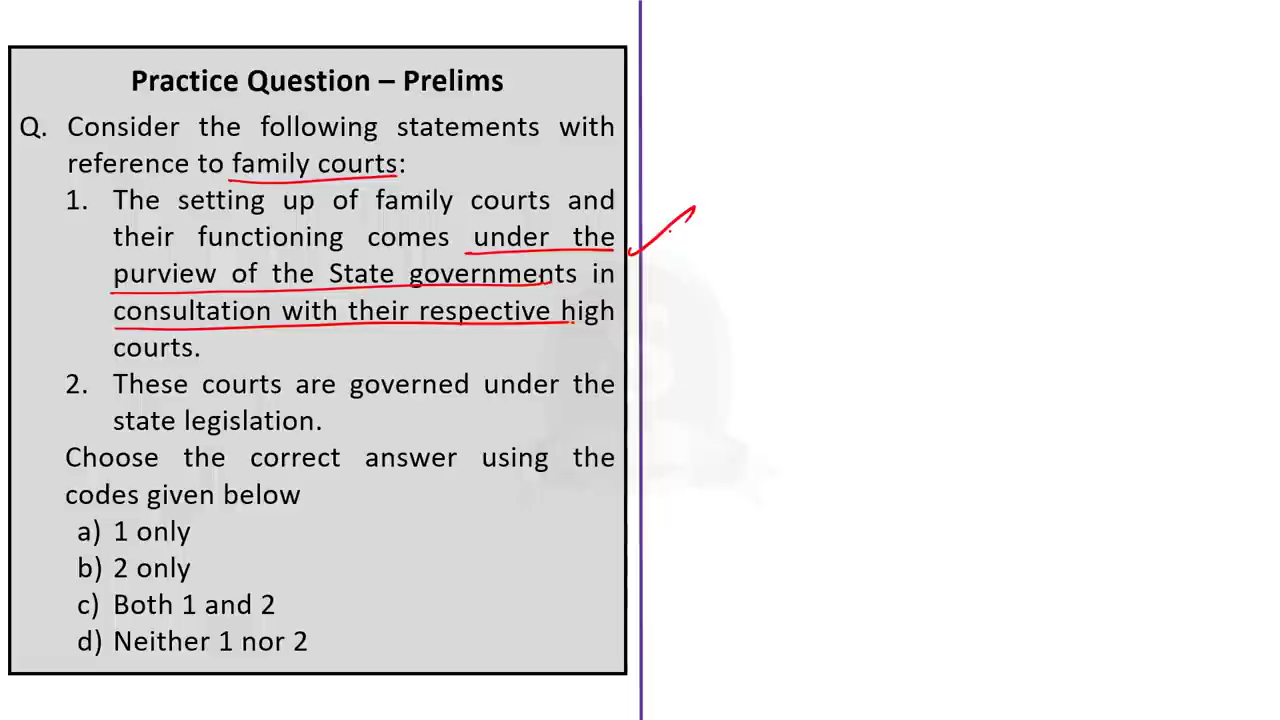 Practice Question – Prelims
Q. Consider the following statements with
reference to family courts:
1. The setting up of family courts and
their functioning comes under the
purview of the State governments in
consultation with their respective high
courts.
2. These courts are governed under the
state legislation.
Choose the correct answer using the
codes given below
a) 1 only
b) 2 only
c) Both 1 and 2
d) Neither 1 nor 2